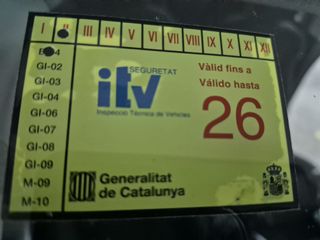 I II III IV V VI VII VIII IX X XI XII
GI-02
GI-03
GI-04
GI-06
GI-07
GI-08
GI-09
M-09
M-10
SEGURETAT
itv
Inspecció Tècnica de Vehicles
Vàlid fins a
Válido hasta
26
Generalitat
de Catalunya